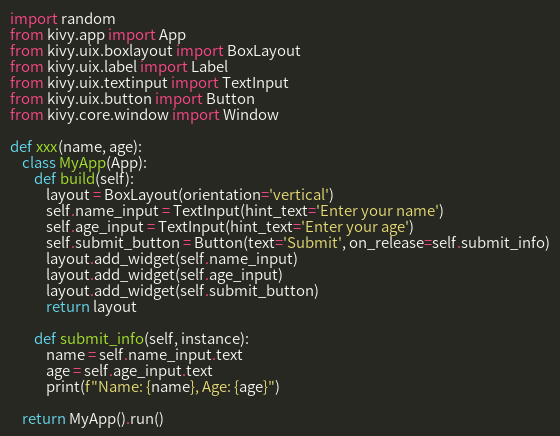 import random
from kivy.app import App
from kivy.uix.boxlayout import BoxLayout
from kivy.uix.label import Label
from kivy.uix.textinput import TextInput
from kivy.uix.button import Button
from kivy.core.window import Window

def xxx(name, age):
    class MyApp(App):
        def build(self):
            layout = BoxLayout(orientation='vertical')
            self.name_input = TextInput(hint_text='Enter your name')
            self.age_input = TextInput(hint_text='Enter your age')
            self.submit_button = Button(text='Submit', on_release=self.submit_info)
            layout.add_widget(self.name_input)
            layout.add_widget(self.age_input)
            layout.add_widget(self.submit_button)
            return layout

        def submit_info(self, instance):
            name = self.name_input.text
            age = self.age_input.text
            print(f"Name: {name}, Age: {age}")

    return MyApp().run()